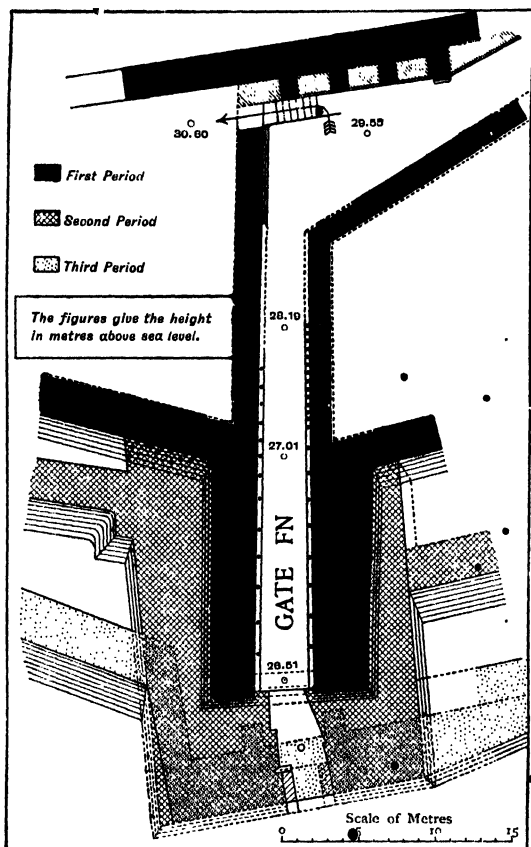 30.60
29.55
First Period
Second Period
Third Period
The figures give the height
in metres above sea level.
28.19
27.01
GATE FN
26.51
Scale of Metres
0 5 10 15